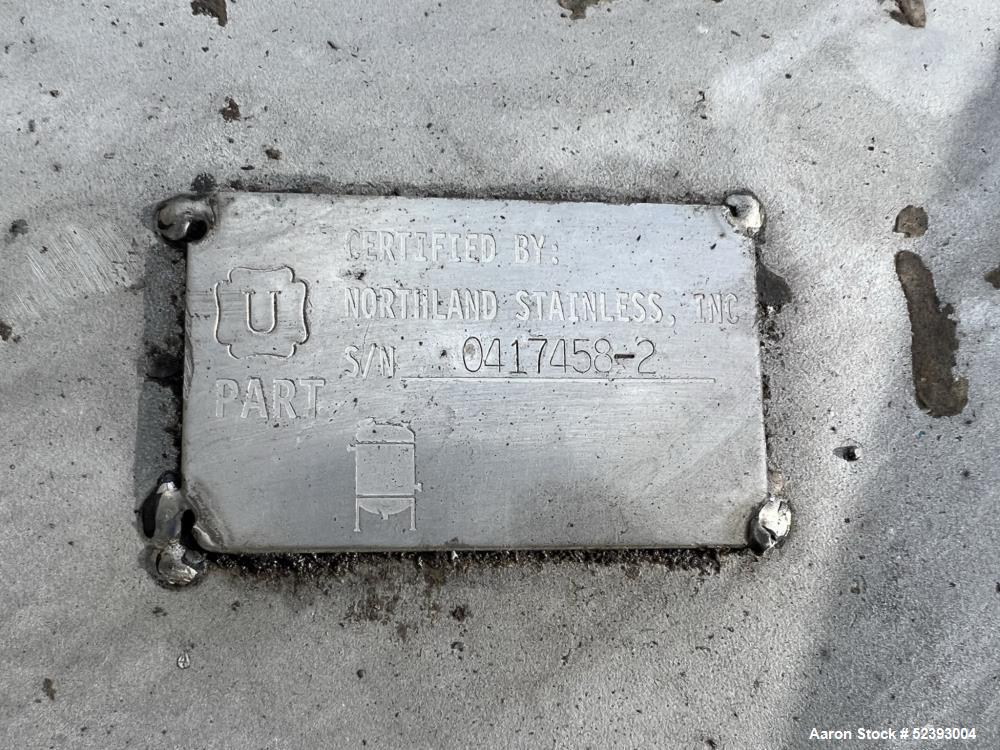 CERTIFIED BY:
U
NORTHLAND STAINLESS, INC
S/N 0417458-2
PART
Aaron Stock # 52393004